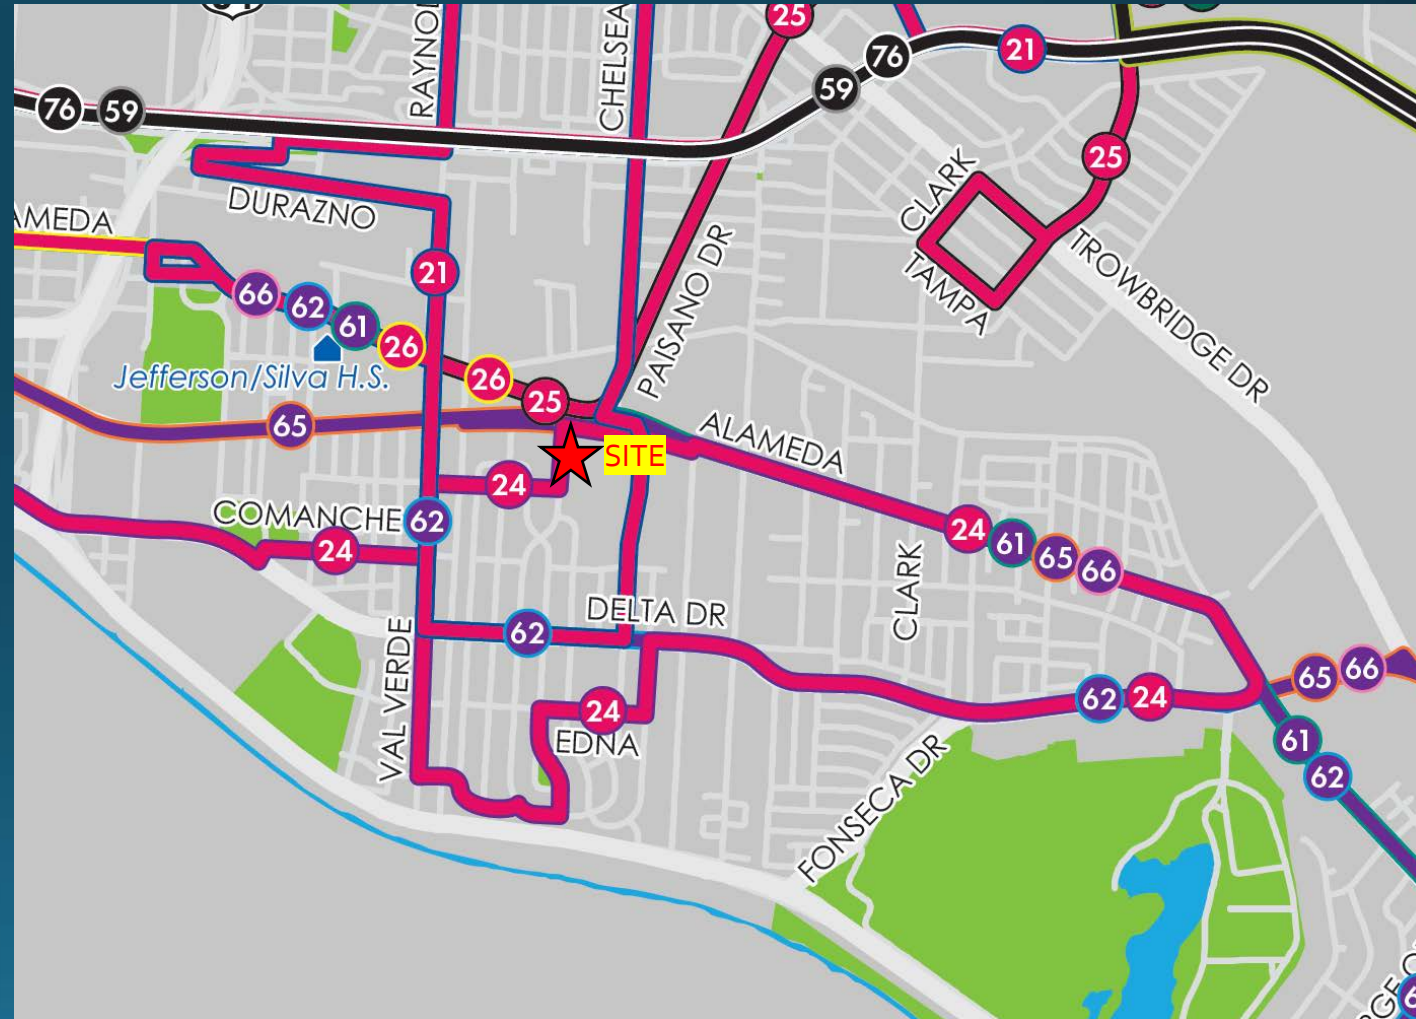 25
21
76
59
RAYNO
CHELSEA
76
59
25
CLARK
DURAZNO
AMEDA
TAMPA
TROWBRIDGE DR
21
PAISANO DR
66
62
61
26
Jefferson/Silva H.S.
26
25
65
ALAMEDA
SITE
24
COMANCHE
62
24
24
61
65
66
CLARK
DELTA DR
62
VAL VERDE
65
66
62
24
24
EDNA
61
62
FONSECA DR